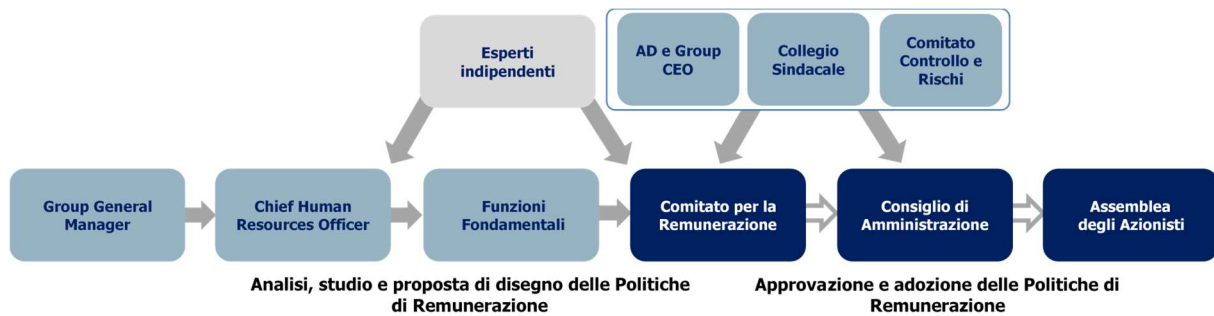 Esperti
indipendenti
AD e Group
CEO
Collegio
Sindacale
Comitato
Controllo e
Rischi
Group General
Manager
Chief Human
Resources Officer
Funzioni
Fondamentali
Comitato per la
Remunerazione
Consiglio di
Amministrazione
Assemblea
degli Azionisti
Analisi, studio e proposta di disegno delle Politiche
di Remunerazione
Approvazione e adozione delle Politiche di
Remunerazione